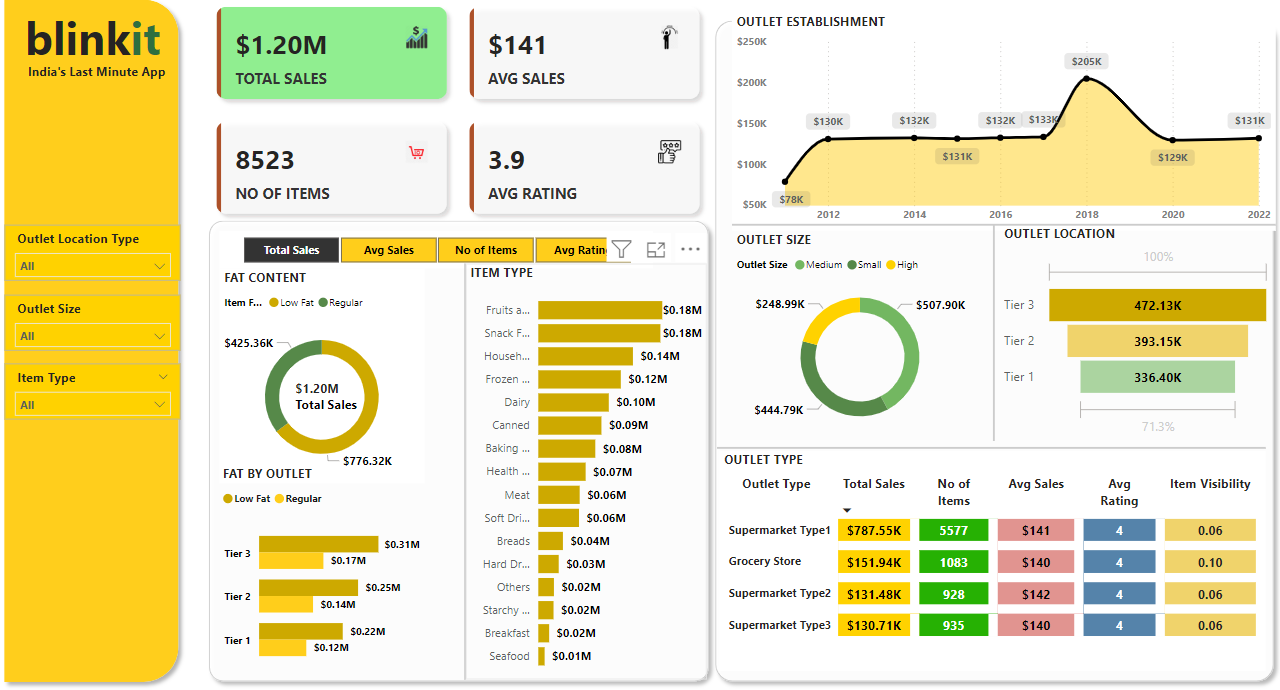 blinkit
India's Last Minute App
Outlet Location Type
All
Outlet Size
All
Item Type
All
$1.20M
TOTAL SALES
$141
AVG SALES
8523
NO OF ITEMS
3.9
AVG RATING
Total Sales
Avg Sales
No of Items
Avg Ratin
FAT CONTENT
Item F... Low Fat Regular
$425.36K
$1.20M
Total Sales
$776.32K
FAT BY OUTLET
Low Fat Regular
Tier 3 $0.31M
$0.17M
Tier 2 $0.25M
$0.14M
Tier 1 $0.22M
$0.12M
ITEM TYPE
Fruits a... $0.18M
Snack F... $0.18M
Househ... $0.14M
Frozen ... $0.12M
Dairy $0.10M
Canned $0.09M
Baking ... $0.08M
Health ... $0.07M
Meat $0.06M
Soft Dri... $0.06M
Breads $0.04M
Hard Dr... $0.03M
Others $0.02M
Starchy ... $0.02M
Breakfast $0.02M
Seafood $0.01M
OUTLET ESTABLISHMENT
$250K
$200K
$150K
$100K
$50K
$78K
$130K
$132K
$131K
$132K
$133K
$205K
$129K
$131K
2012 2014 2016 2018 2020 2022
OUTLET SIZE
Outlet Size Medium Small High
$248.99K
$507.90K
$444.79K
OUTLET LOCATION
100%
Tier 3 472.13K
Tier 2 393.15K
Tier 1 336.40K
71.3%
OUTLET TYPE
Outlet Type Total Sales No of Items Avg Sales Avg Rating Item Visibility
Supermarket Type1 $787.55K 5577 $141 4 0.06
Grocery Store $151.94K 1083 $140 4 0.10
Supermarket Type2 $131.48K 928 $142 4 0.06
Supermarket Type3 $130.71K 935 $140 4 0.06